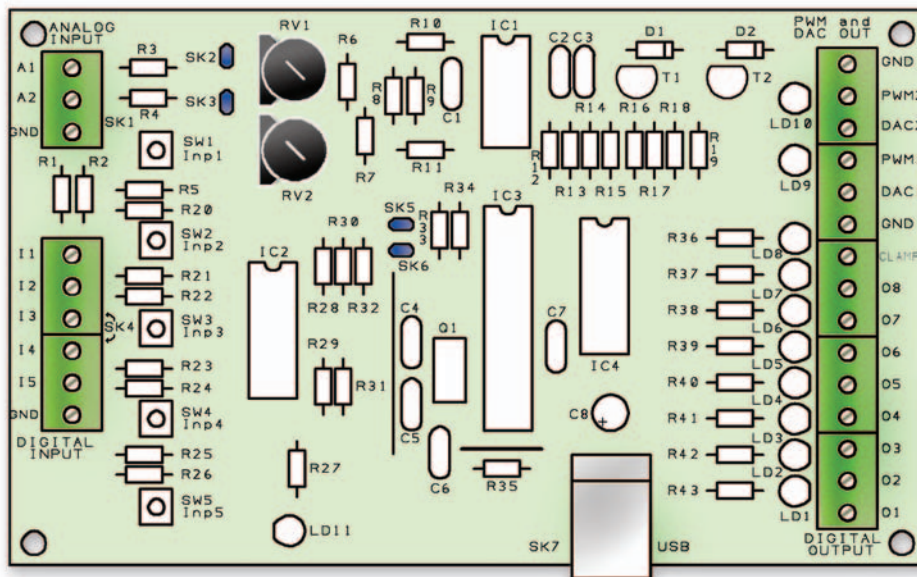 ANALOG
INPUT
A1
A2
GND
SK1
R3
R4
SK2
SK3
RV1
RV2
R6
R7
R8
R9
R10
R11
C1
IC1
C2 C3
D1
D2
T1
T2
PWM and
DAC OUT
GND
PWM2
DAC2
PWM
DAC
GND
LD10
LD9
R14 R16 R18
R12
R13 R15 R17
R19
SW1
Inp1
R1 R2
R5
R20
SW2
Inp2
R21
R22
SW3
Inp3
R23
R24
SW4
Inp4
R25
R26
SW5
Inp5
I1
I2
I3
SK4
I4
I5
GND
DIGITAL
INPUT
IC2
R30
R28 R32
R29
R31
R27
LD11
SK5
SK6
R33
R34
IC3
C4
C5
C6
Q1
C7
IC4
C8
+
R35
SK7
USB
R36
R37
R38
R39
R40
R41
R42
R43
LD8
LD7
LD6
LD5
LD4
LD3
LD2
LD1
CLAMP
O8
O7
O6
O5
O4
O3
O2
O1
DIGITAL
OUTPUT